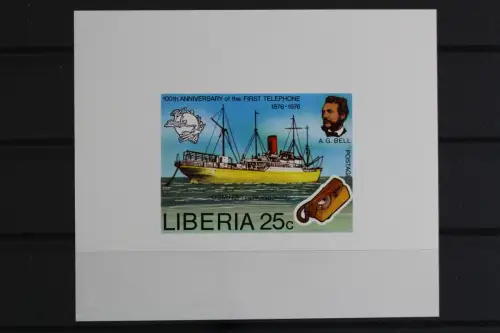 100th ANNIVERSARY of the FIRST TELEPHONE
1876-1976
A. G. BELL
POSTAGE
LIBERIA 25c